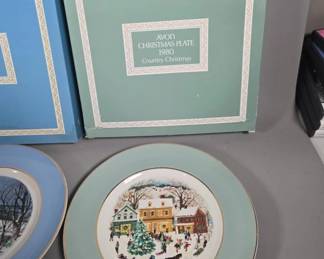 AVON
CHRISTMAS PLATE
1980
Country Christmas